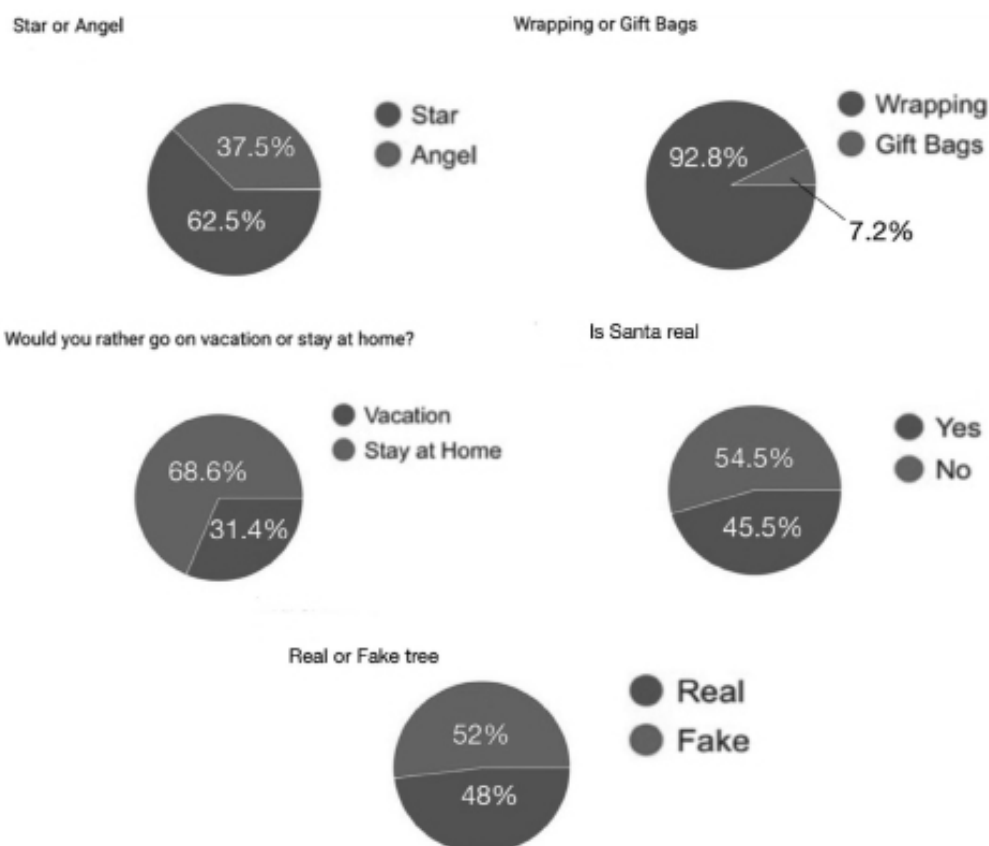 Star or Angel
Star
Angel
37.5%
62.5%
Wrapping or Gift Bags
Wrapping
Gift Bags
92.8%
7.2%
Would you rather go on vacation or stay at home?
Vacation
Stay at Home
68.6%
31.4%
Is Santa real
Yes
No
54.5%
45.5%
Real or Fake tree
Real
Fake
52%
48%